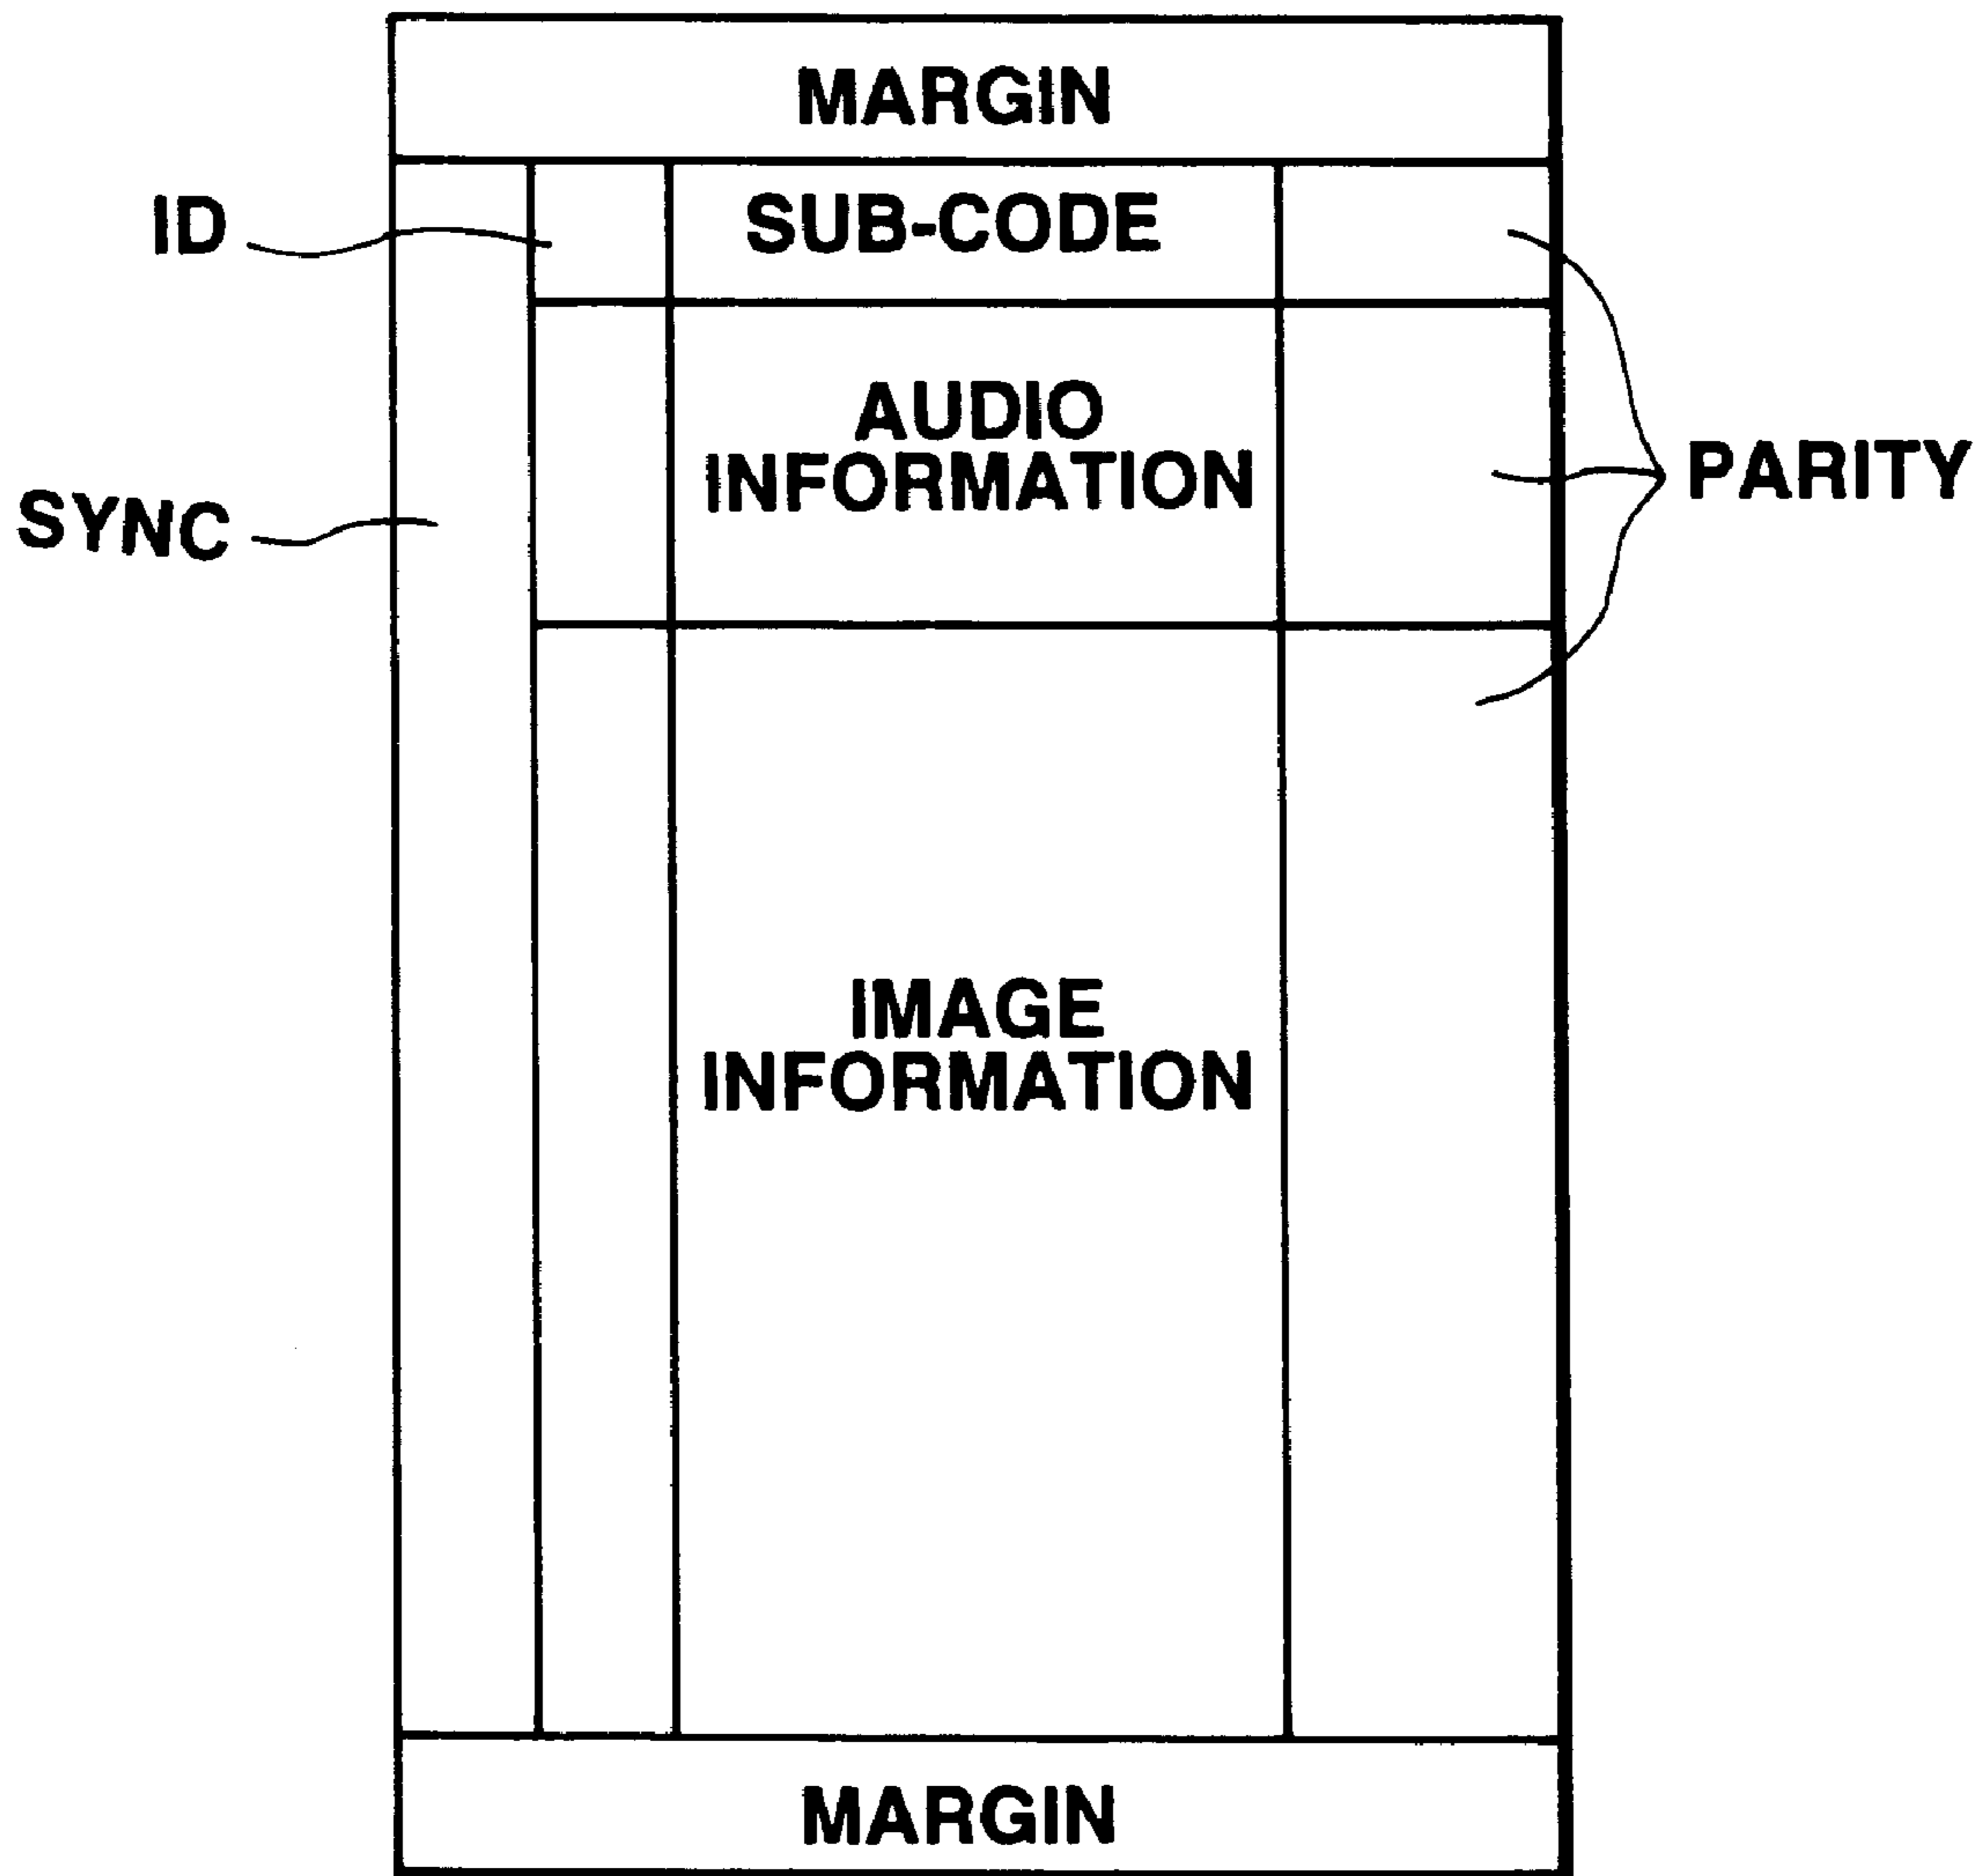 MARGIN
ID
SUB-CODE
AUDIO
INFORMATION
SYNC
PARITY
IMAGE
INFORMATION
MARGIN